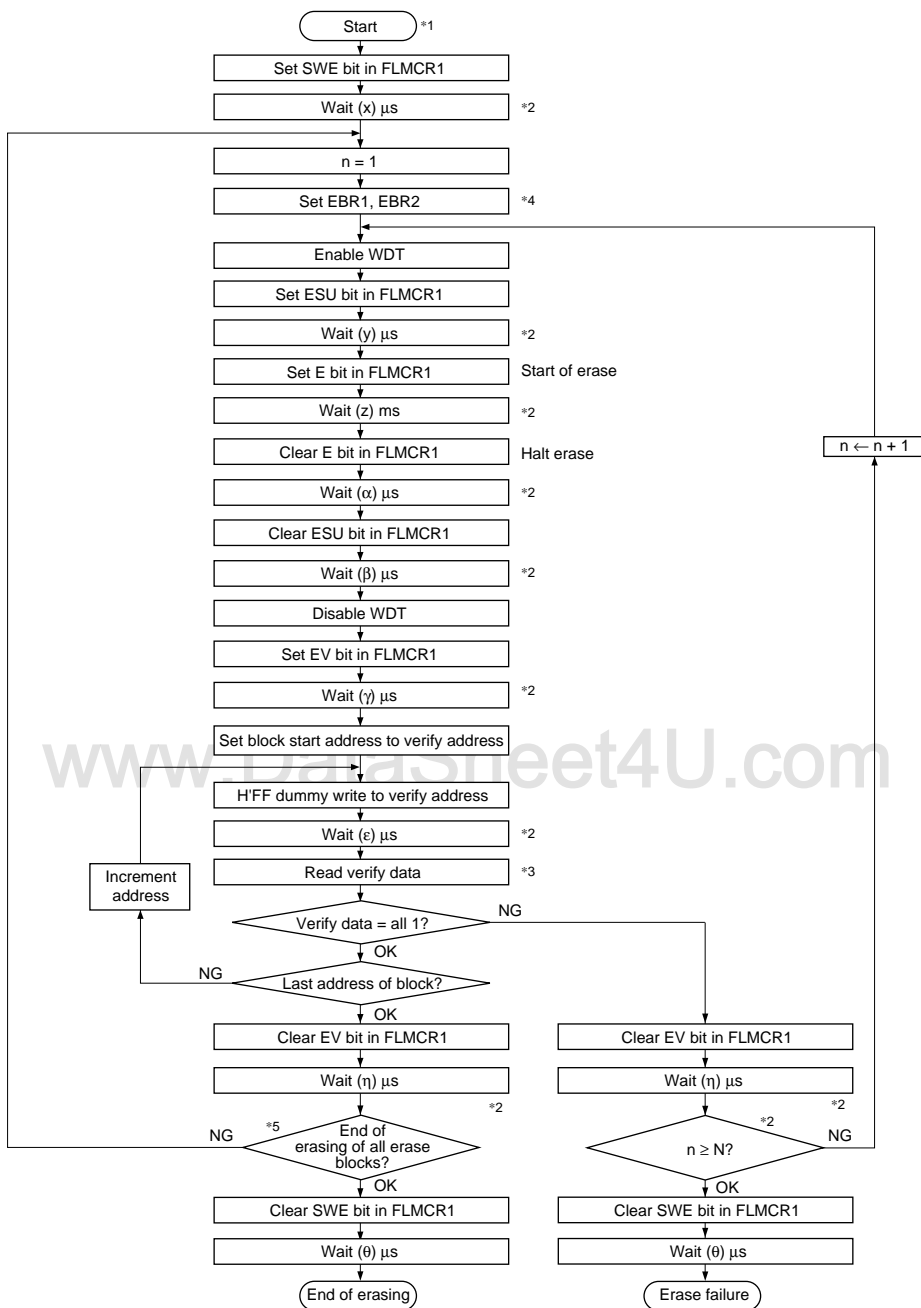 Start *1
Set SWE bit in FLMCR1
Wait (x) μs *2
n = 1
Set EBR1, EBR2 *4
Enable WDT
Set ESU bit in FLMCR1
Wait (y) μs *2
Set E bit in FLMCR1 Start of erase
Wait (z) ms *2
n ← n + 1
Clear E bit in FLMCR1 Halt erase
Wait (α) μs *2
Clear ESU bit in FLMCR1
Wait (β) μs *2
Disable WDT
Set EV bit in FLMCR1
Wait (γ) μs *2
Set block start address to verify address
www.DataSheet4U.com
H'FF dummy write to verify address
Wait (ε) μs *2
Increment
address
Read verify data *3
Verify data = all 1? NG
OK
NG Last address of block?
OK
Clear EV bit in FLMCR1 Clear EV bit in FLMCR1
Wait (η) μs Wait (η) μs
*2 *2
NG *5 End of
erasing of all erase
blocks?
*2
n ≥ N? NG
OK OK
Clear SWE bit in FLMCR1 Clear SWE bit in FLMCR1
Wait (θ) μs Wait (θ) μs
End of erasing Erase failure